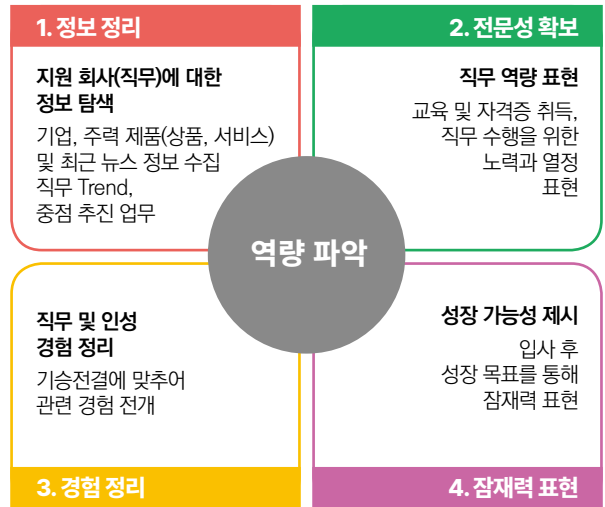 1. 정보 정리
지원 회사(직무)에 대한
정보 탐색
기업, 주력 제품(상품, 서비스)
및 최근 뉴스 정보 수집
직무 Trend,
중점 추진 업무
2. 전문성 확보
직무 역량 표현
교육 및 자격증 취득,
직무 수행을 위한
노력과 열정
표현
역량 파악
직무 및 인성
경험 정리
기승전결에 맞추어
관련 경험 전개
3. 경험 정리
성장 가능성 제시
입사 후
성장 목표를 통해
잠재력 표현
4. 잠재력 표현